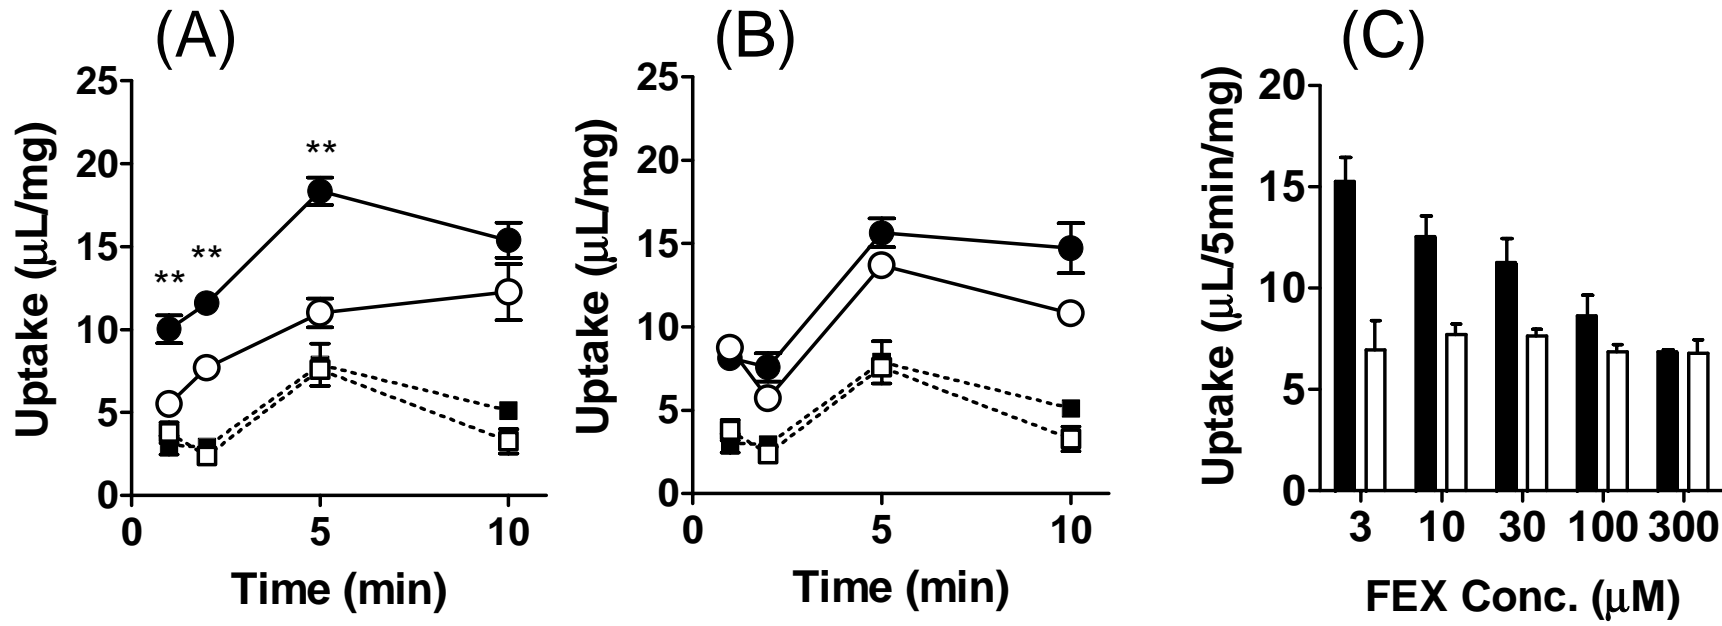 (A)
25
20
15
10
5
0
Uptake (μL/mg)
**
**
**
0 5 10
Time (min)
(B)
25
20
15
10
5
0
Uptake (μL/mg)
0 5 10
Time (min)
(C)
20
15
10
5
0
Uptake (μL/5min/mg)
3 10 30 100 300
FEX Conc. (μM)